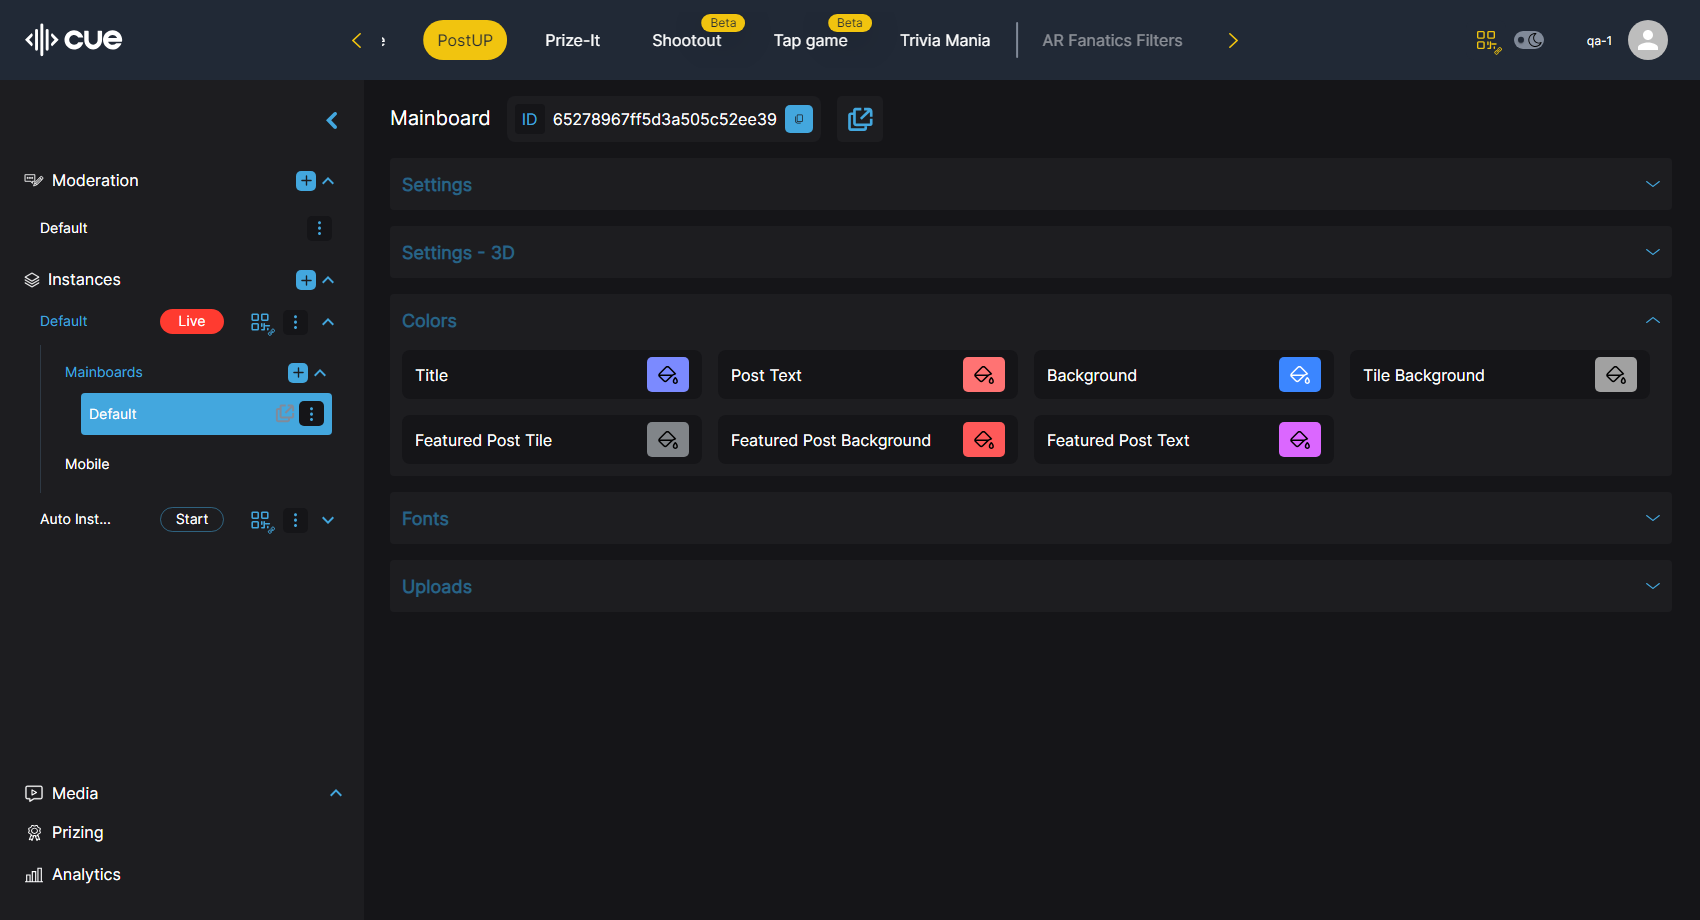 cue
e
PostUP
Prize-It
Shootout
Beta
Tap game
Beta
Trivia Mania
AR Fanatics Filters
qa-1
Moderation
Default
Instances
Default
Live
Mainboards
Default
Mobile
Auto Inst...
Start
Media
Prizing
Analytics
Mainboard
ID
65278967ff5d3a505c52ee39
Settings
Settings - 3D
Colors
Title
Post Text
Background
Tile Background
Featured Post Tile
Featured Post Background
Featured Post Text
Fonts
Uploads